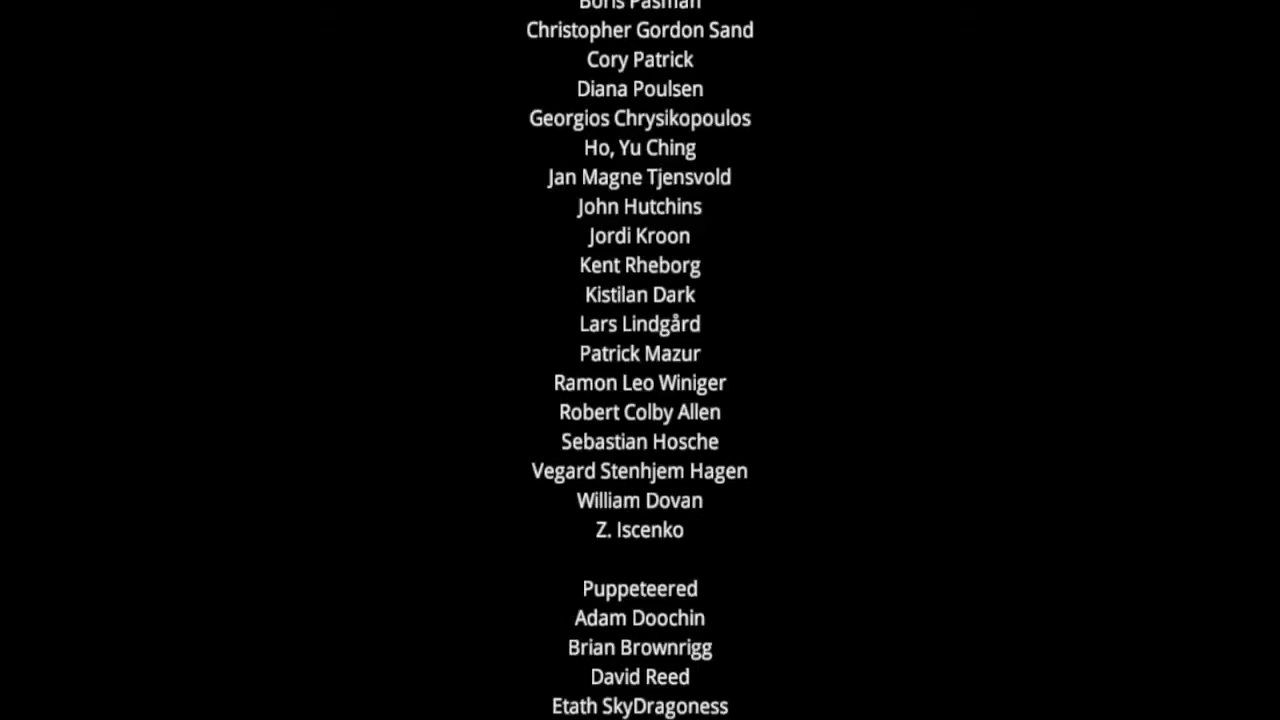 Boris Pasman
Christopher Gordon Sand
Cory Patrick
Diana Poulsen
Georgios Chrysikopoulos
Ho, Yu Ching
Jan Magne Tjensvold
John Hutchins
Jordi Kroon
Kent Rheborg
Kistilan Dark
Lars Lindgård
Patrick Mazur
Ramon Leo Winiger
Robert Colby Allen
Sebastian Hosche
Vegard Stenhjem Hagen
William Dovan
Z. Iscenko
Puppeteered
Adam Doochin
Brian Brownrigg
David Reed
Etath SkyDragoness